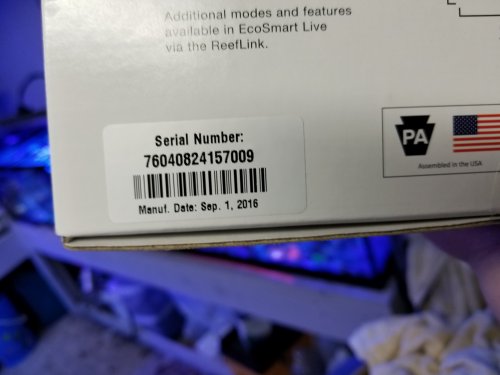 Additional modes and features
available in EcoSmart Live
via the ReefLink.
Serial Number:
76040824157009
Manuf. Date: Sep. 1, 2016
PA
Assembled in the USA